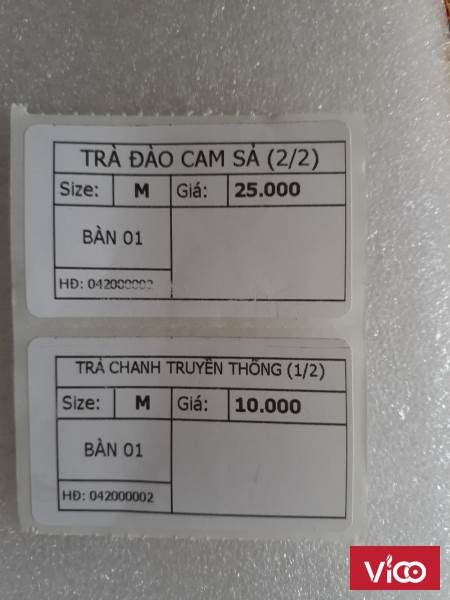 TRÀ ĐÀO CAM SẢ (2/2)
Size: M Giá: 25.000
BÀN 01
HĐ: 042000002
TRÀ CHANH TRUYỀN THỐNG (1/2)
Size: M Giá: 10.000
BÀN 01
HĐ: 042000002
Vioo